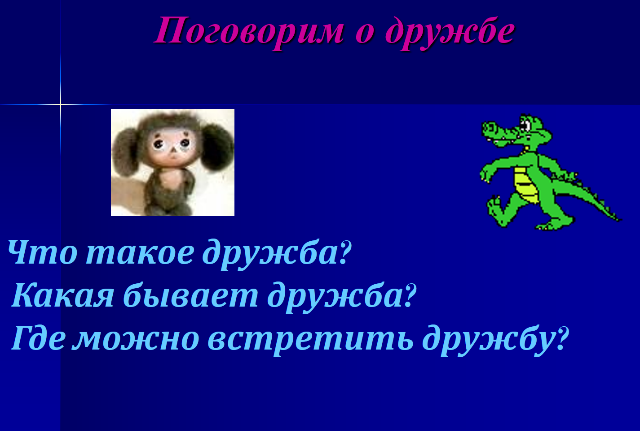 Поговорим о дружбе
Что такое дружба?
Какая бывает дружба?
Где можно встретить дружбу?